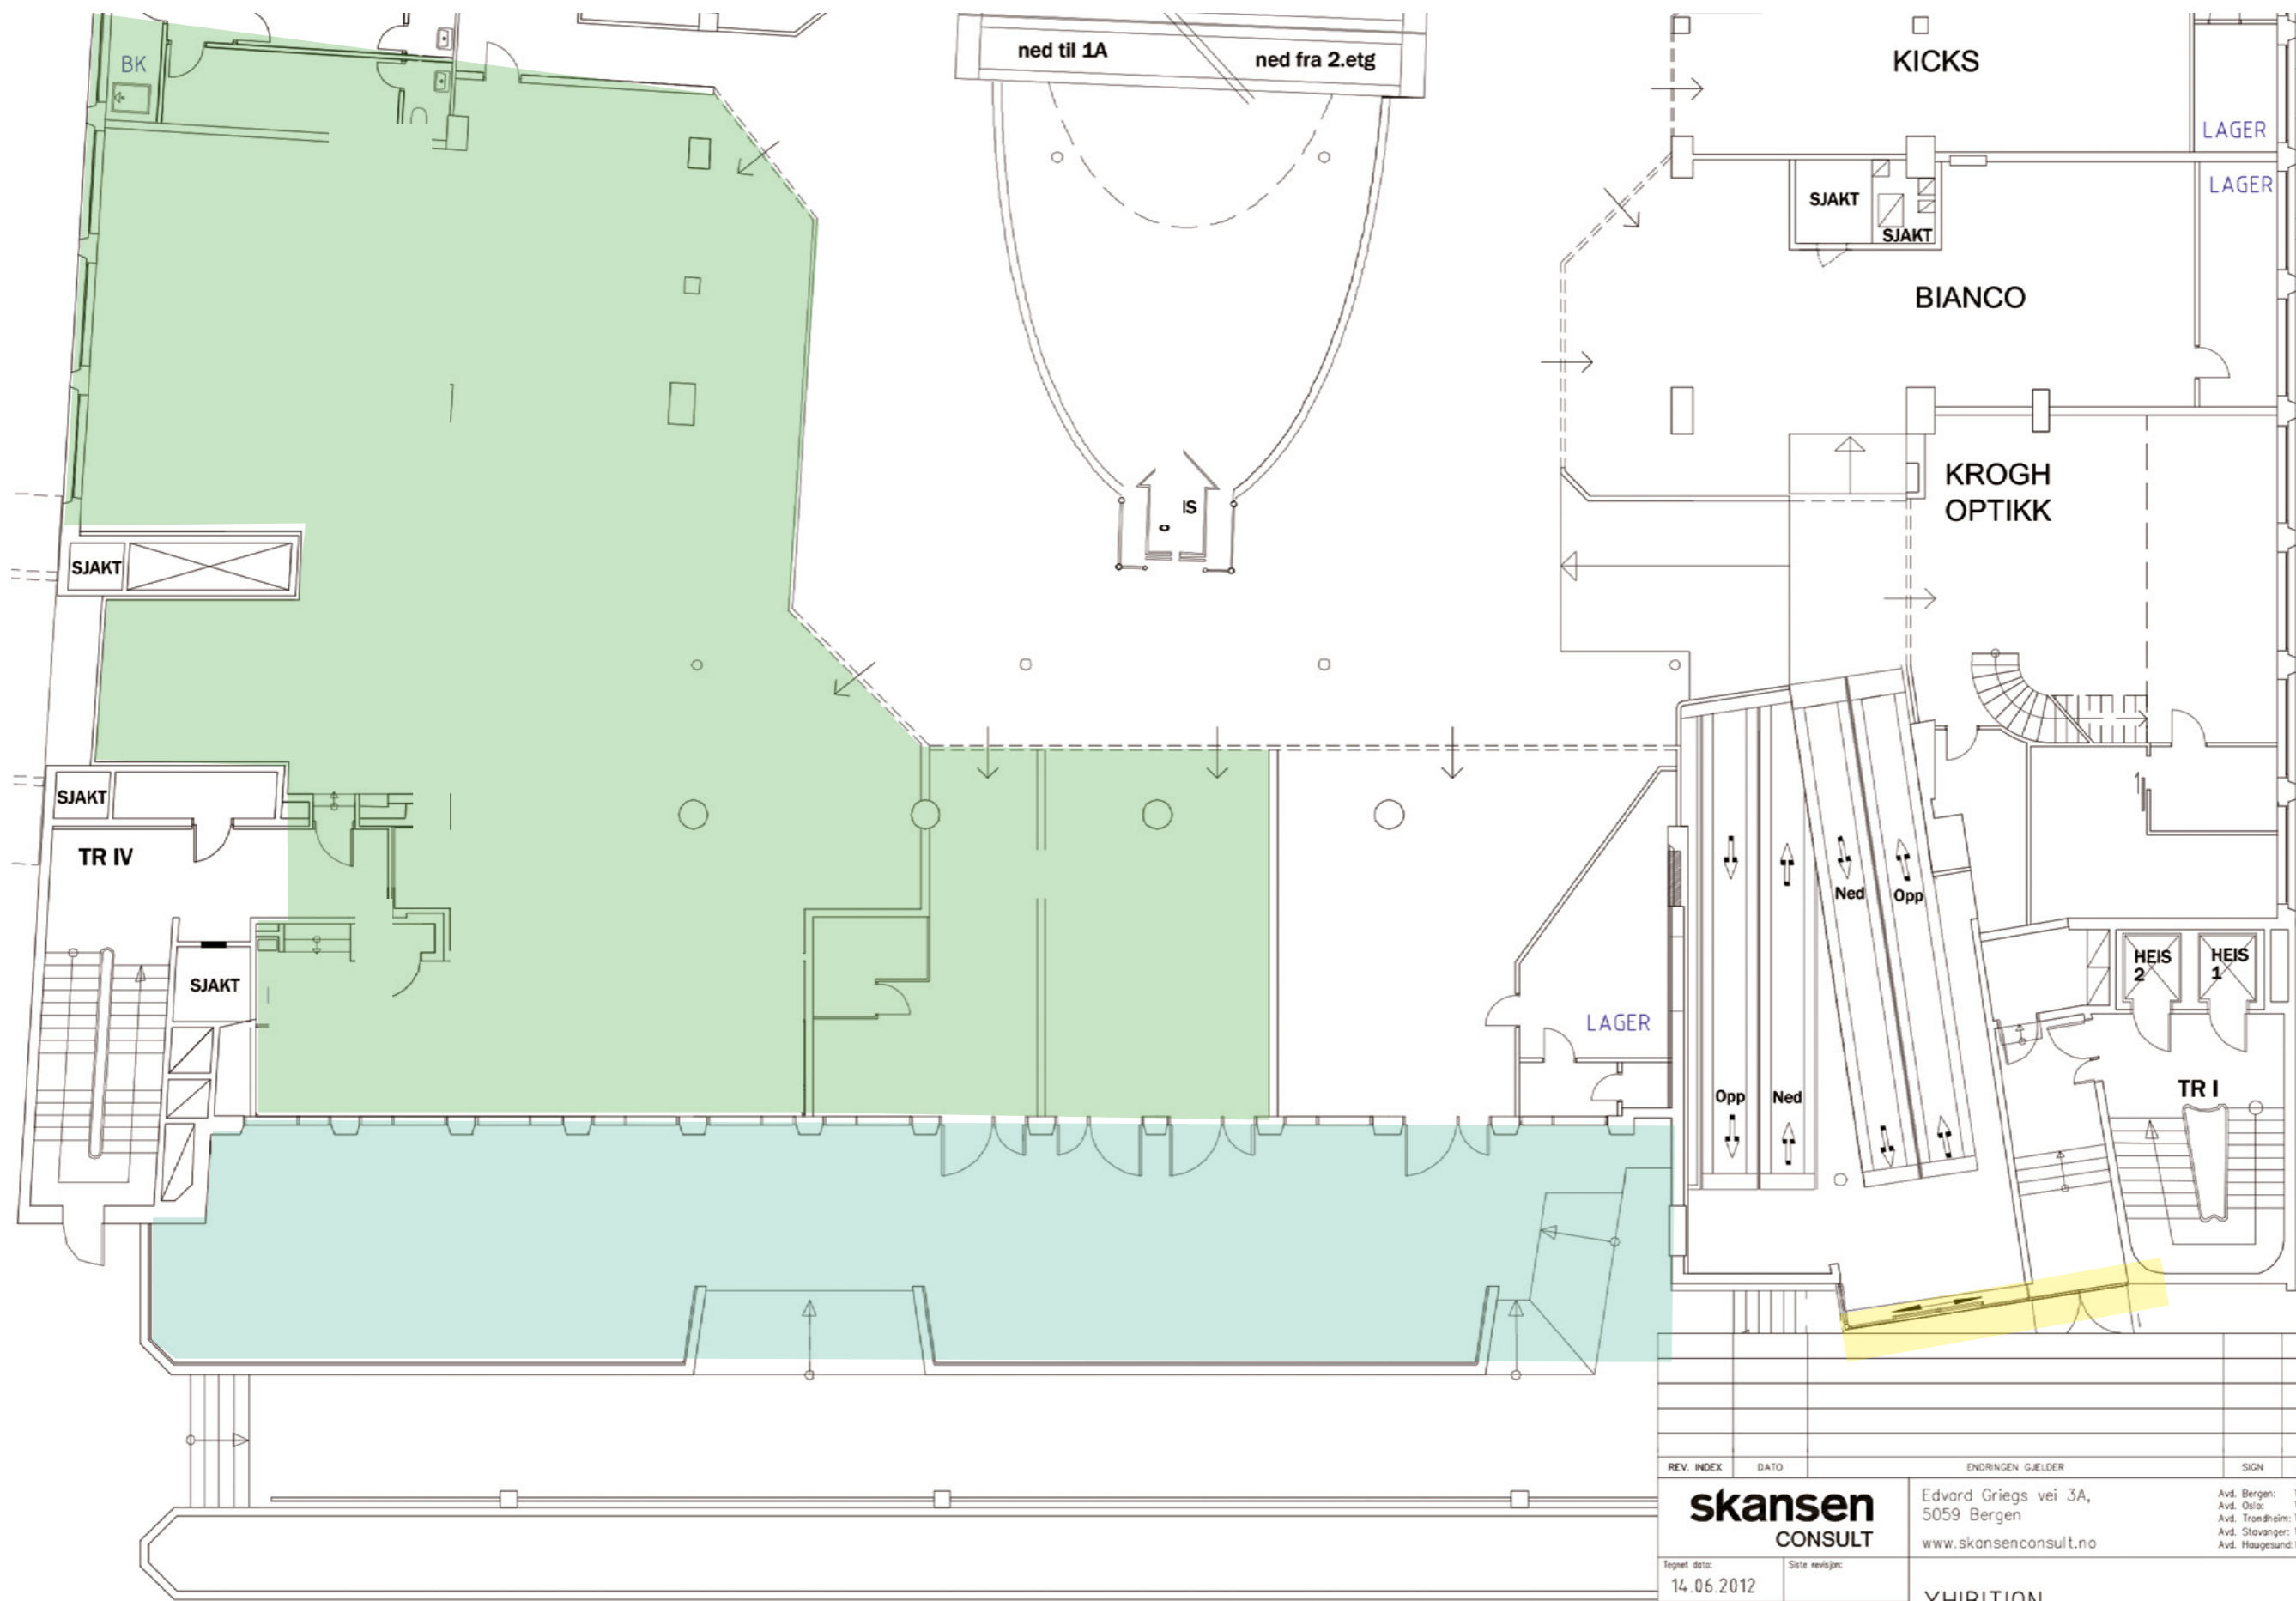 BK
ned til 1A
ned fra 2.etg
KICKS
LAGER
LAGER
SJAKT
SJAKT
BIANCO
KROGH
OPTIKK
IS
SJAKT
SJAKT
TR IV
SJAKT
Ned
Opp
HEIS
2
HEIS
1
LAGER
TR I
Opp
Ned
REV. INDEX
DATO
ENDRINGEN GJELDER
SIGN
skansen
CONSULT
Edvard Griegs vei 3A,
5059 Bergen
www.skansenconsult.no
Avd. Bergen:
Avd. Oslo:
Avd. Trondheim:
Avd. Stavanger:
Avd. Haugesund:
Tegnet dato:
14.06.2012
Siste revisjon:
XHIBITION